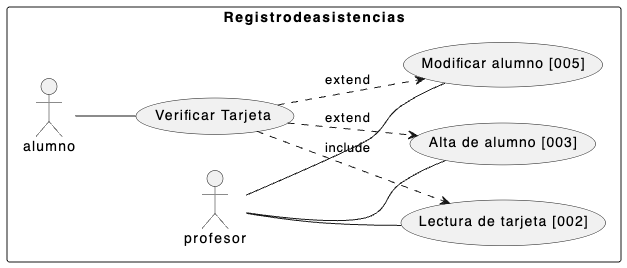 Registrodeasistencias
Modificar alumno [005]
extend
Verificar Tarjeta
extend
alumno
include
Alta de alumno [003]
profesor
Lectura de tarjeta [002]